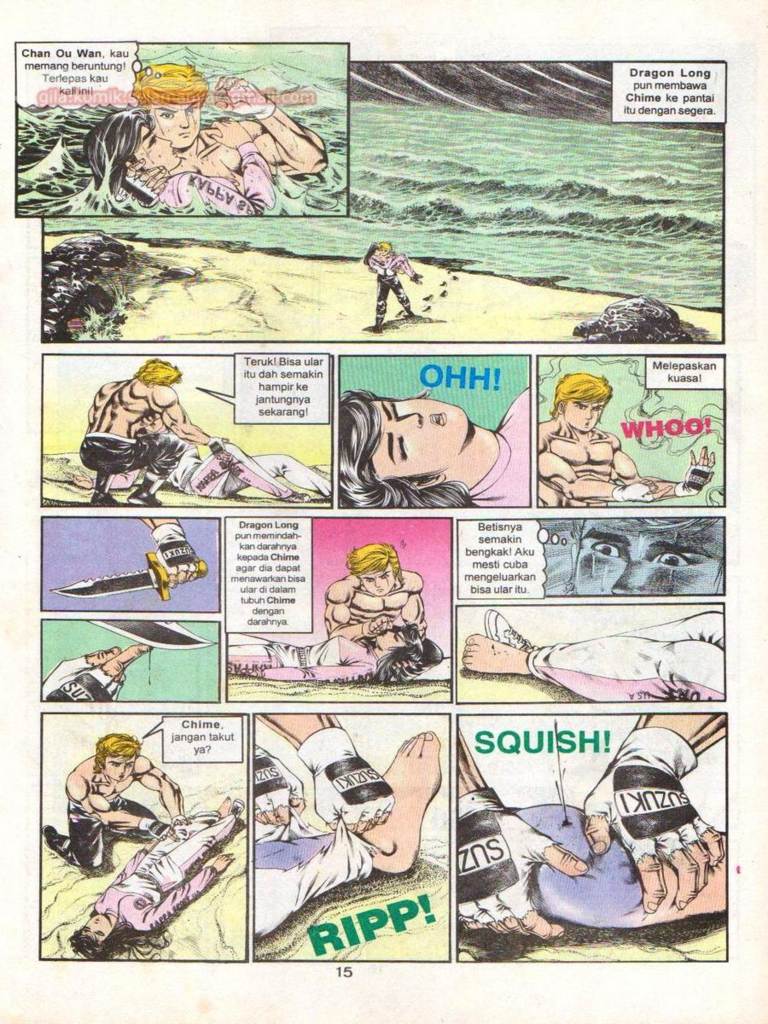 Chan Ou Wan, kau
memang beruntung!
Terlepas kau
kali ini!
KAPPA
Dragon Long
pun membawa
Chime ke pantai
itu dengan segera.
Teruk! Bisa ular
itu dah semakin
hampir ke
jantungnya
sekarang!
OHH!
Melepaskan
kuasa!
WHOO!
SUZUKI
Dragon Long
pun memindah-
kan darahnya
kepada Chime
agar dia dapat
menawarkan bisa
ular di dalam
tubuh Chime
dengan
darahnya.
Betisnya
semakin
bengkak! Aku
mesti cuba
mengeluarkan
bisa ular itu.
USA
Chime,
jangan takut
ya?
SUZUKI
SUZUKI
RIPP!
SQUISH!
SUZ
SUZUKI
15